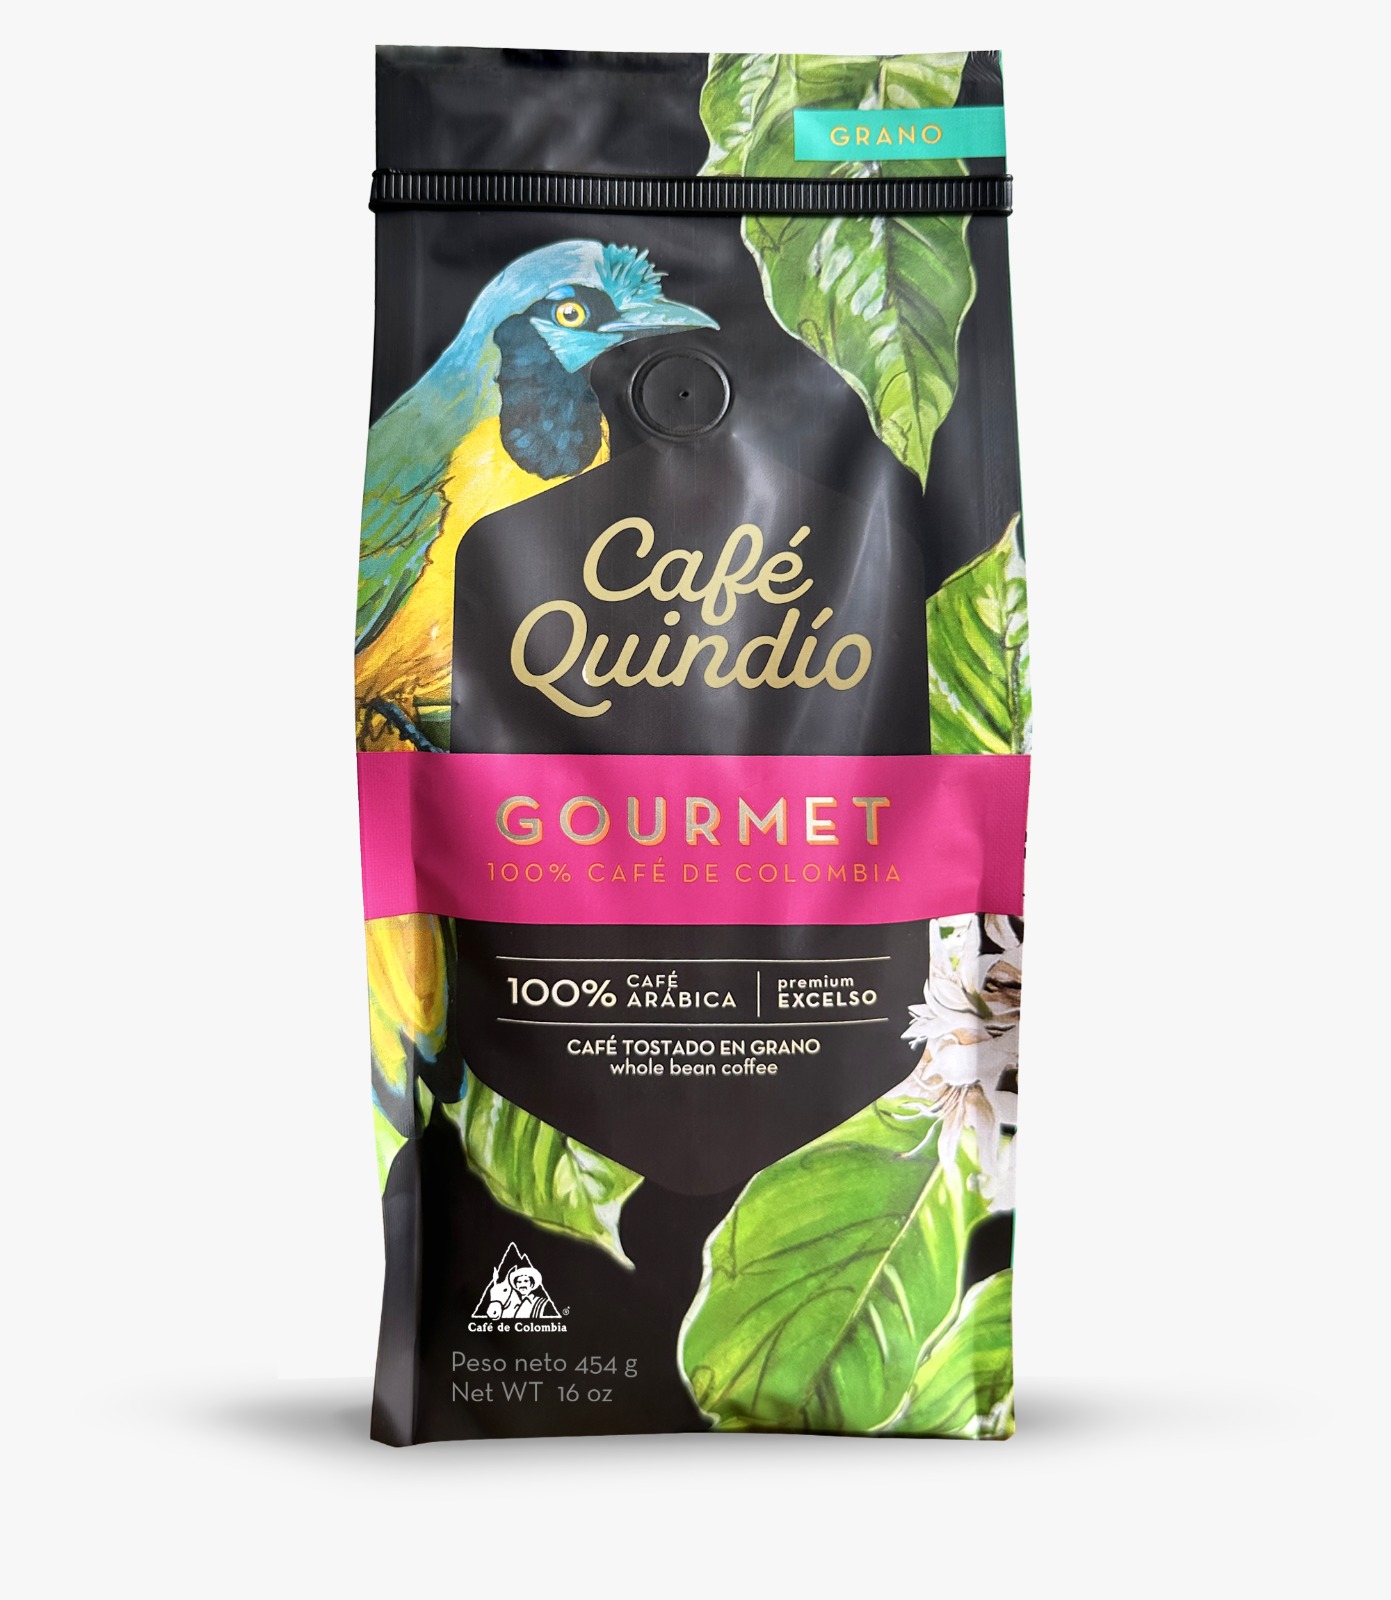 GRANO
Café
Quindío
GOURMET
100% CAFÉ DE COLOMBIA
100% CAFÉ ARÁBICA
premium EXCELSO
CAFÉ TOSTADO EN GRANO
whole bean coffee
Café de Colombia
Peso neto 454 g
Net WT 16 oz